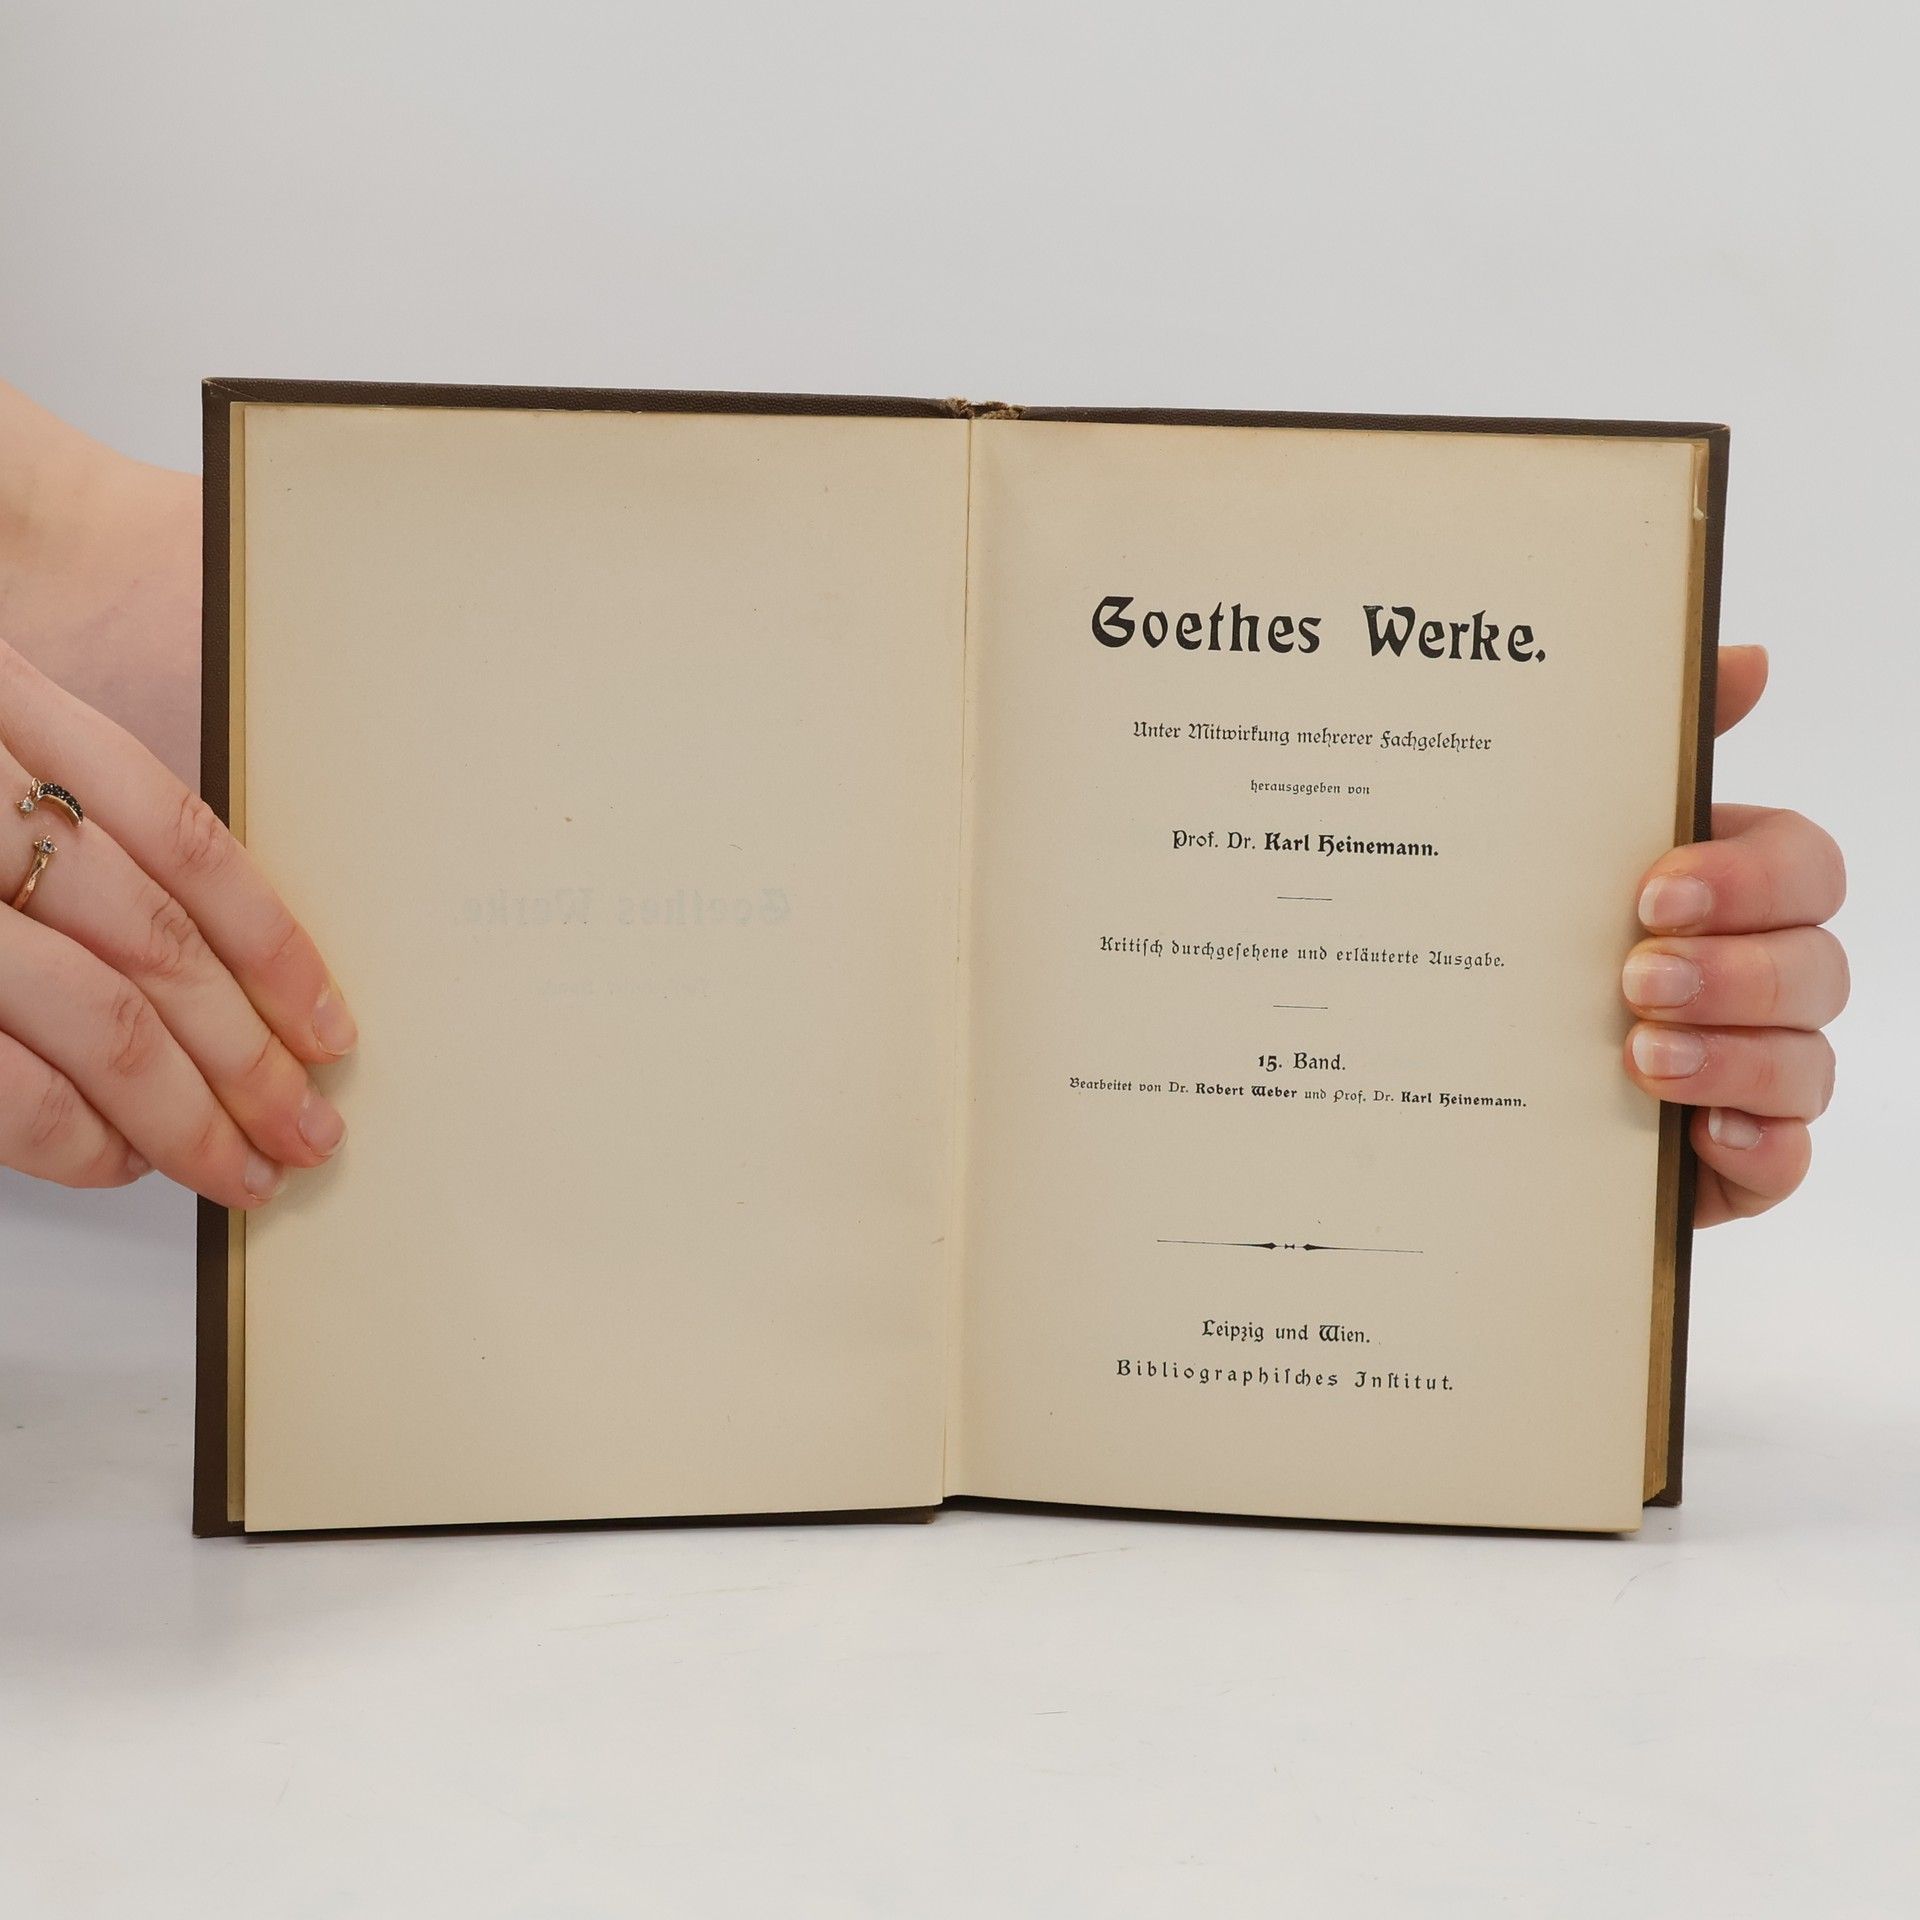 Goethes Werke.
Unter Mitwirkung mehrerer Fachgelehrter
herausgegeben von
Prof. Dr. Karl Heinemann.
Kritiſch durchgeſehene und erläuterte Ausgabe.
15. Band.
Bearbeitet von Dr. Robert Weber und Prof. Dr. Karl Heinemann.
Leipzig und Wien.
Bibliographiſches Inſtitut.